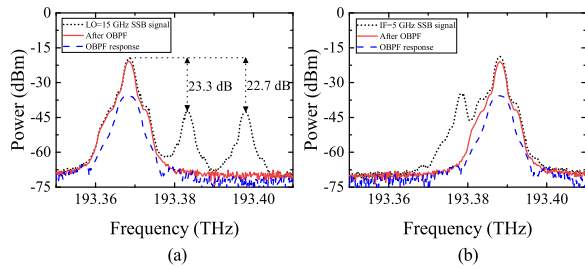 0
-15
-30
-45
-60
-75
Power (dBm)
LO=15 GHz SSB signal
After OBPF
OBPF response
23.3 dB
22.7 dB
193.36
193.38
193.40
Frequency (THz)
(a)
0
-15
-30
-45
-60
-75
Power (dBm)
IF=5 GHz SSB signal
After OBPF
OBPF response
193.36
193.38
193.40
Frequency (THz)
(b)